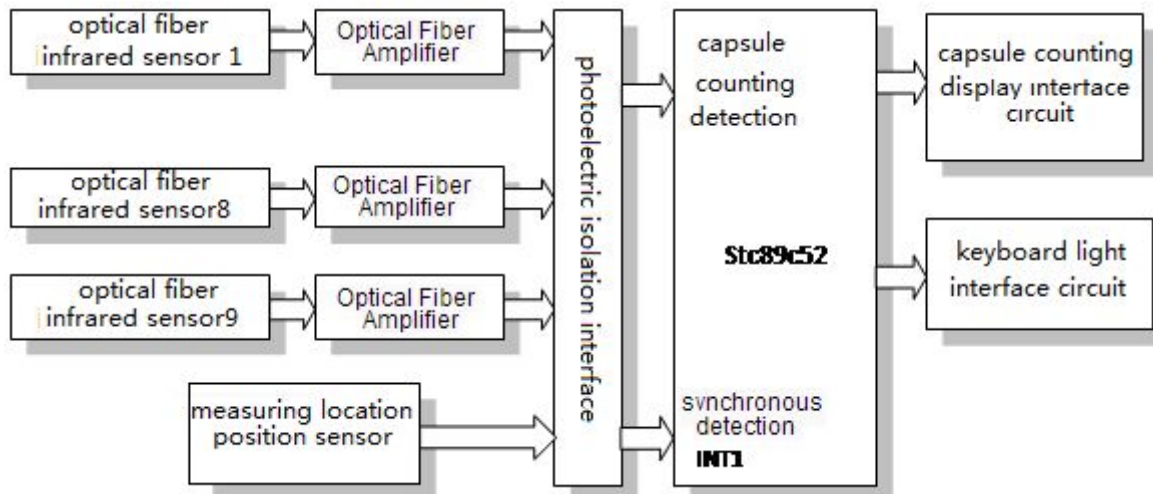 optical fiber
infrared sensor 1
Optical Fiber
Amplifier
optical fiber
infrared sensor8
Optical Fiber
Amplifier
optical fiber
infrared sensor9
Optical Fiber
Amplifier
measuring location
position sensor
photoelectric isolation interface
capsule
counting
detection
Stc89c52
synchronous
detection
INT1
capsule counting
display interface
circuit
keyboard light
interface circuit